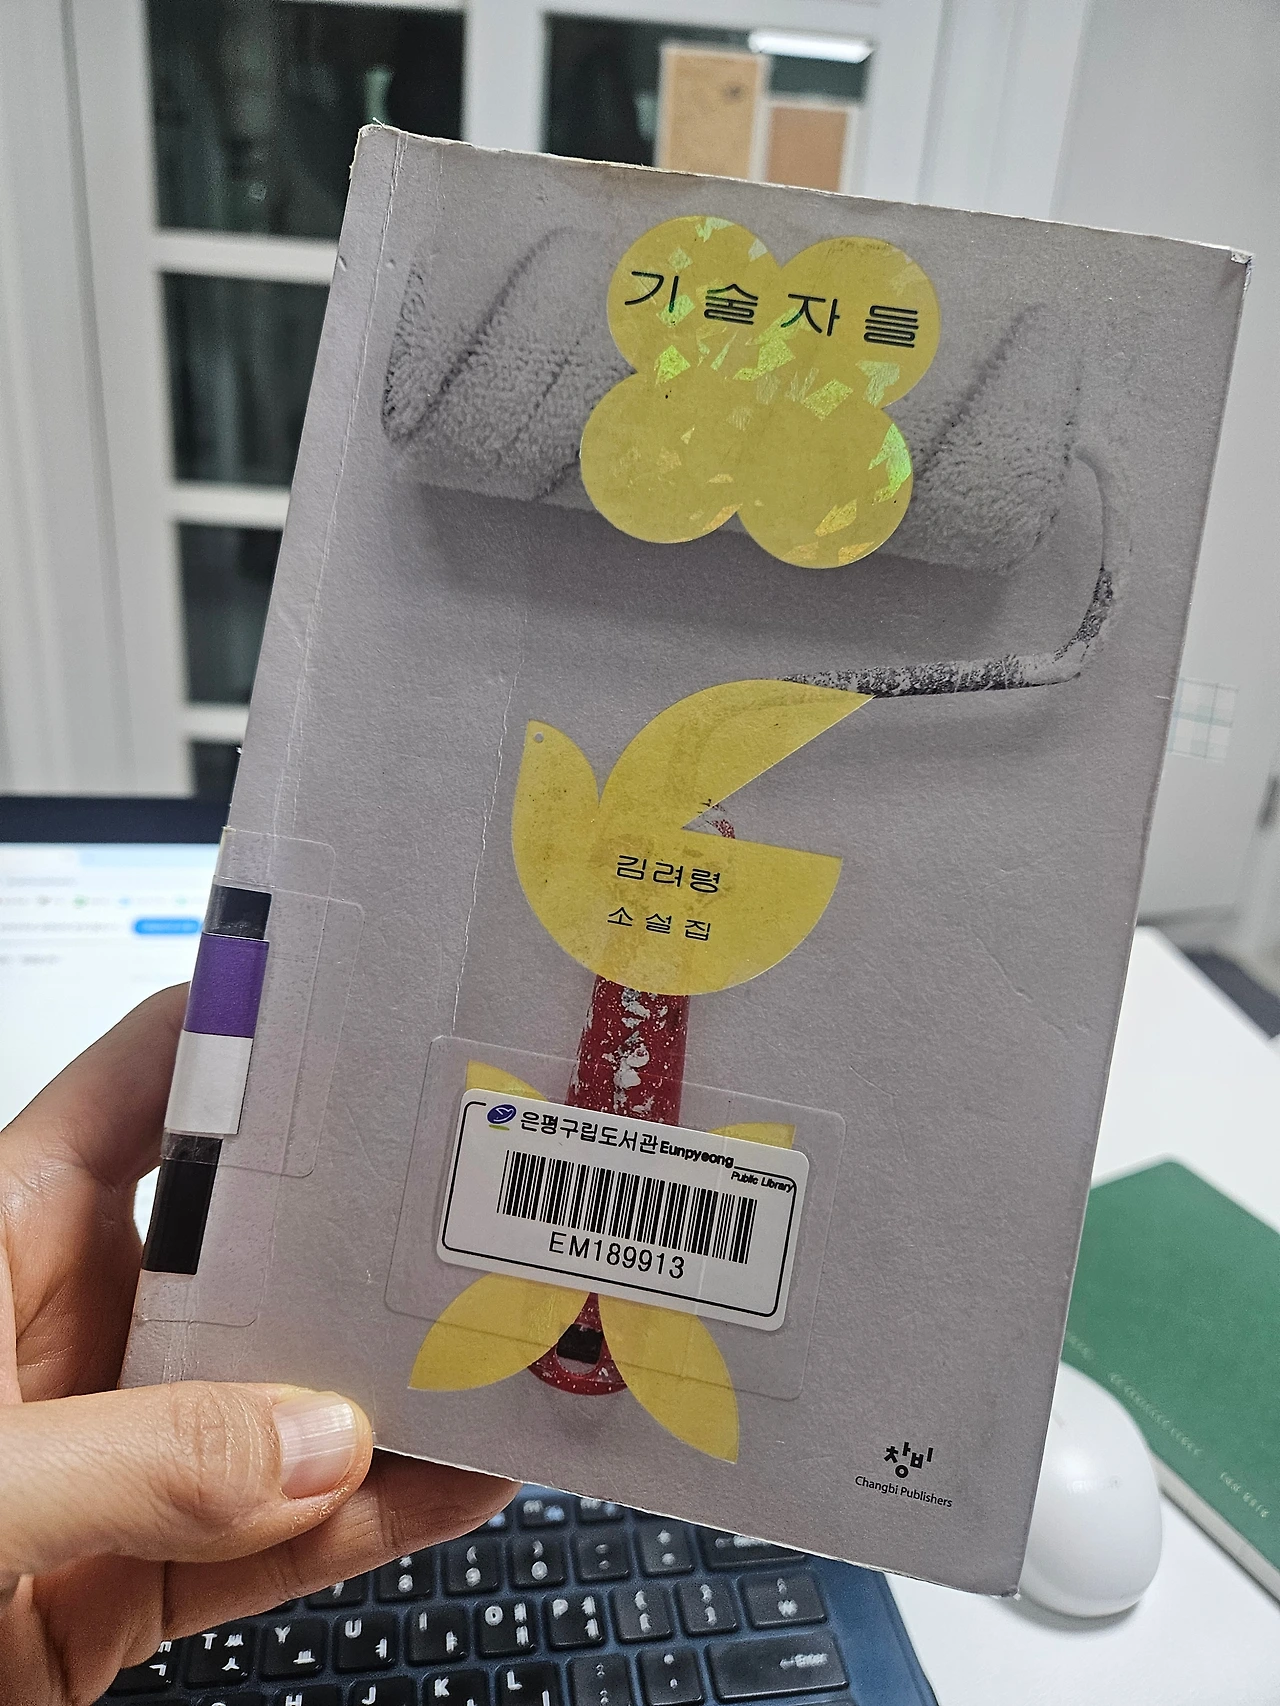 기술자들
김려령
소설집
은평구립도서관 Eunpyeong
Public Library
EM189913
창비
Changbi Publishers
T ㅆ ㅅ
Y ㅛ
U ㅕ
I ㅑ
ㅒ ㅐ
ㅖ ㅔ
Enter
H
J
K
L